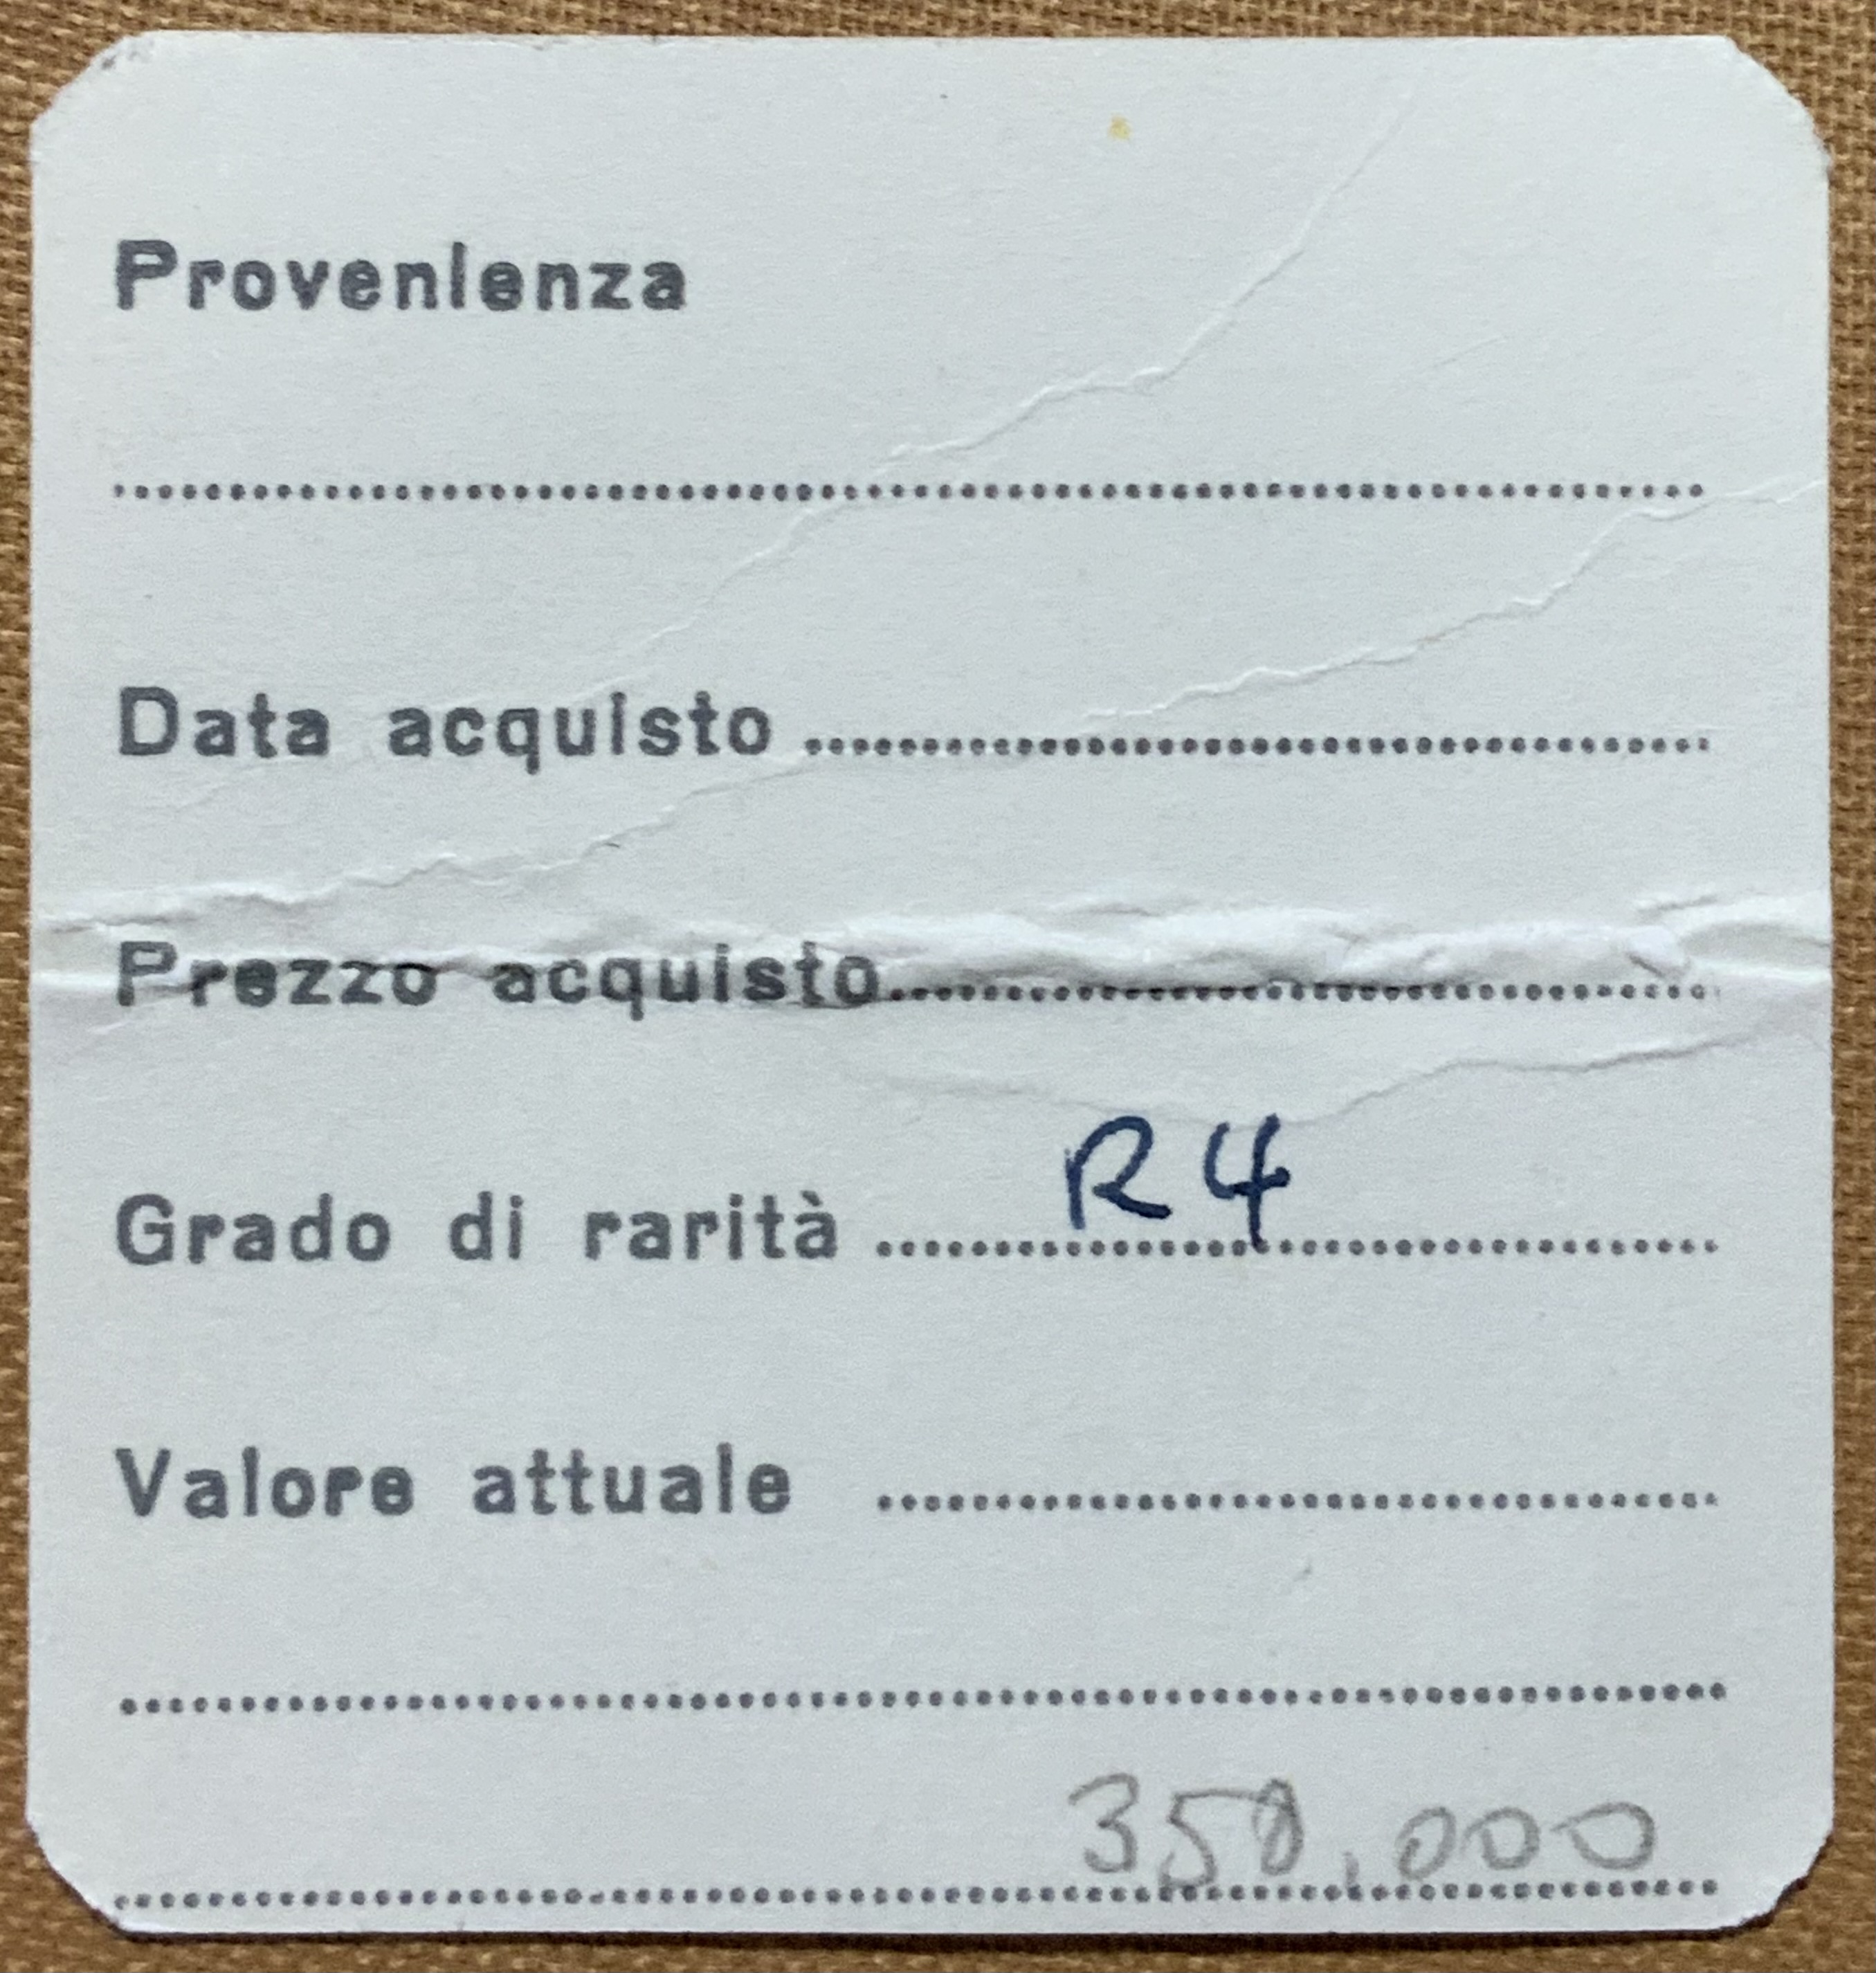 Provenienza
Data acquisto
Prezzo acquisto
Grado di rarità R4
Valore attuale
350.000